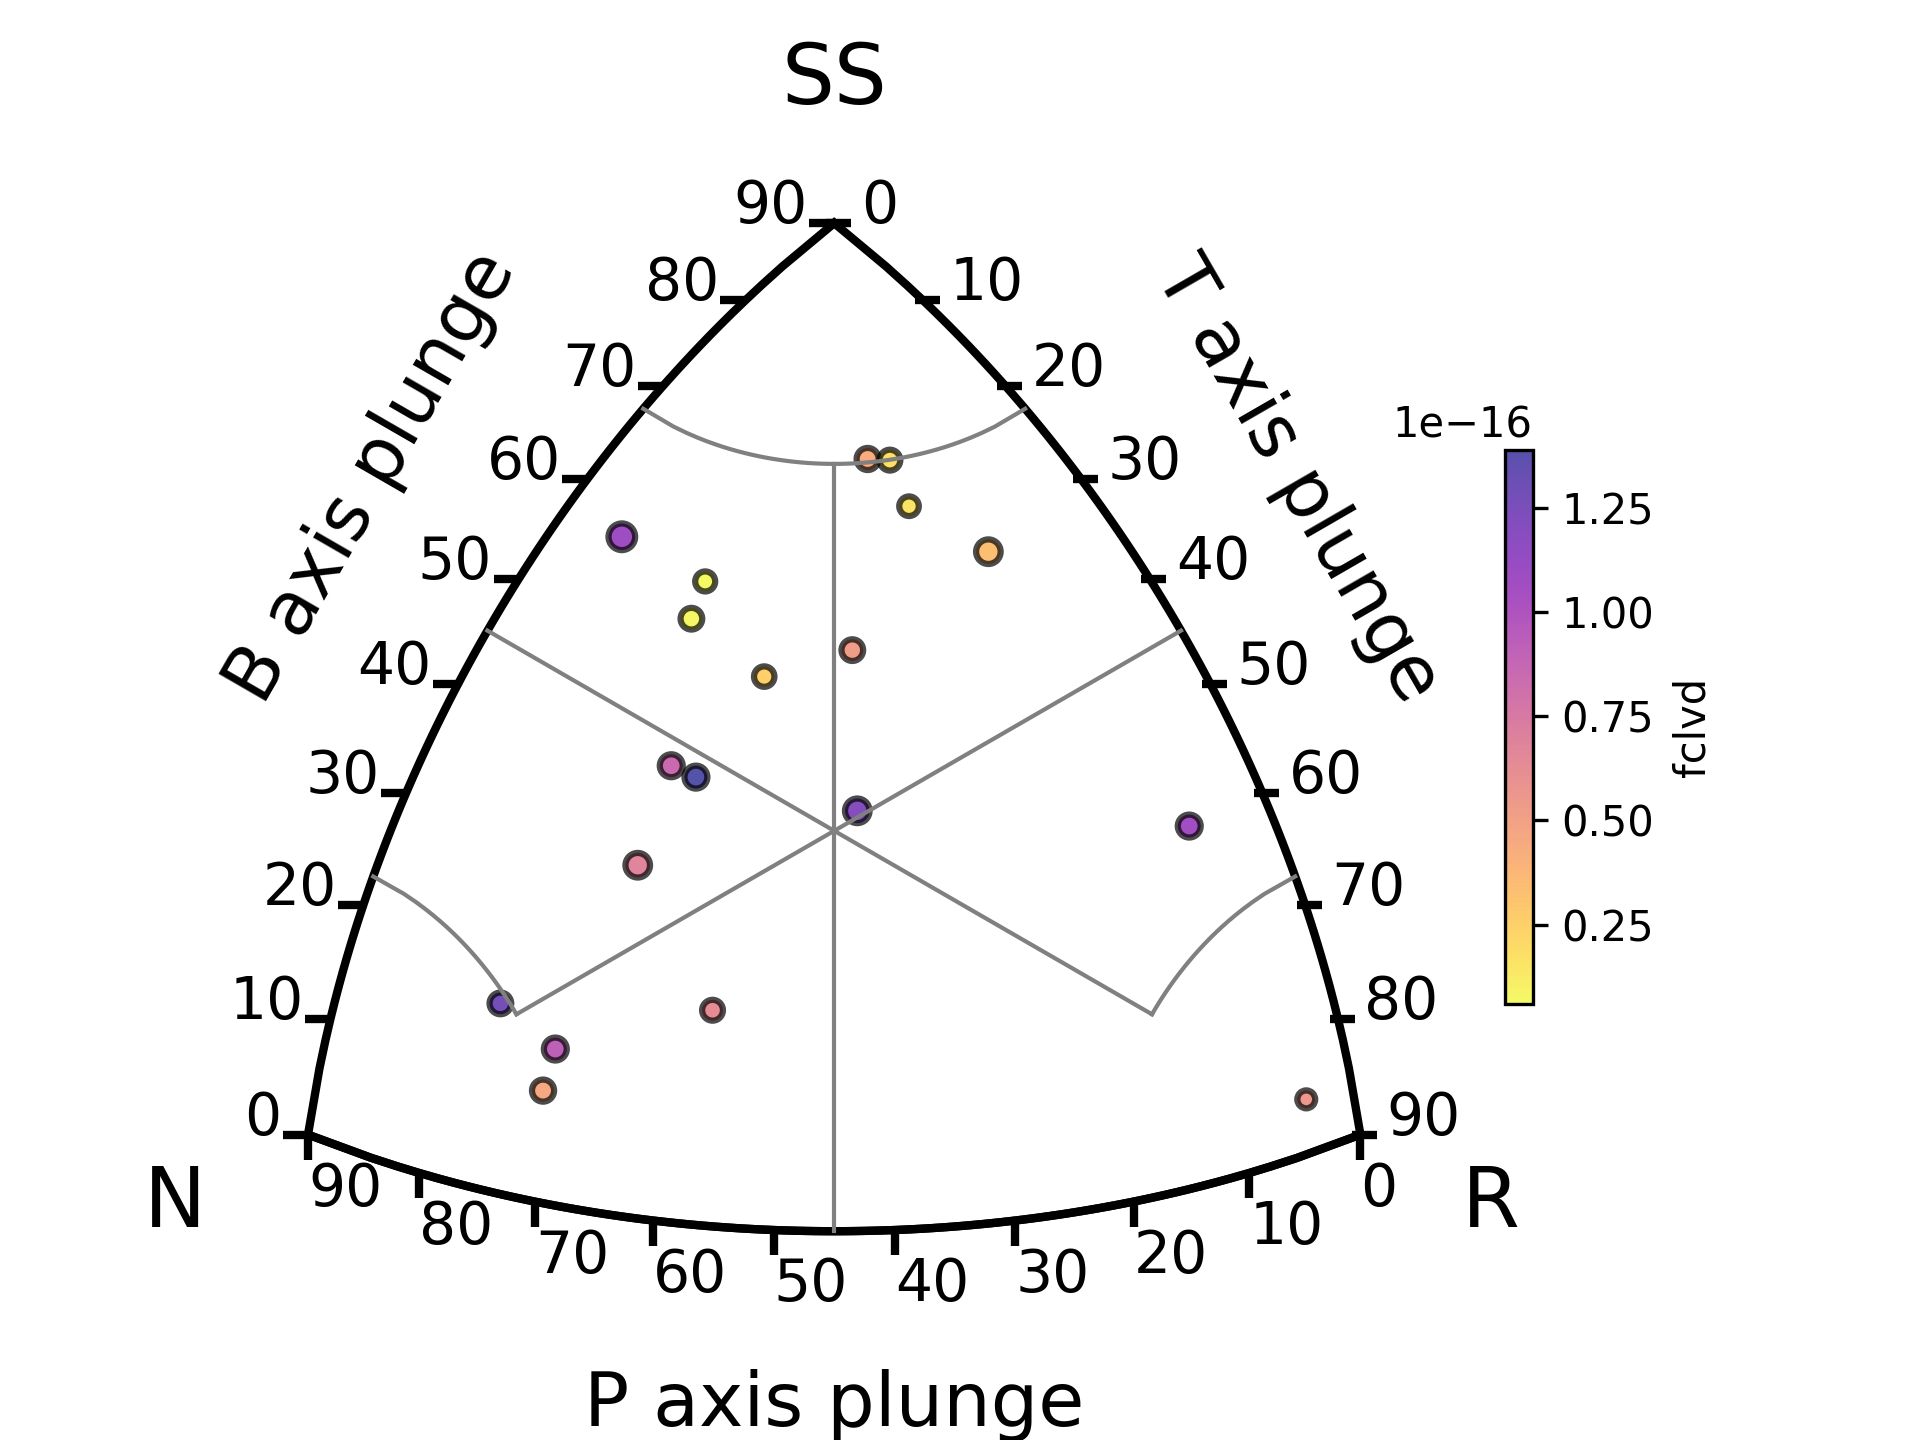 SS
90 0
80 10
70 20
60 30
50 40
40 50
30 60
20 70
10 80
0 90
B axis plunge
T axis plunge
N
R
90 80 70 60 50 40 30 20 10 0
P axis plunge
1e−16
1.25
1.00
0.75
0.50
0.25
fclvd